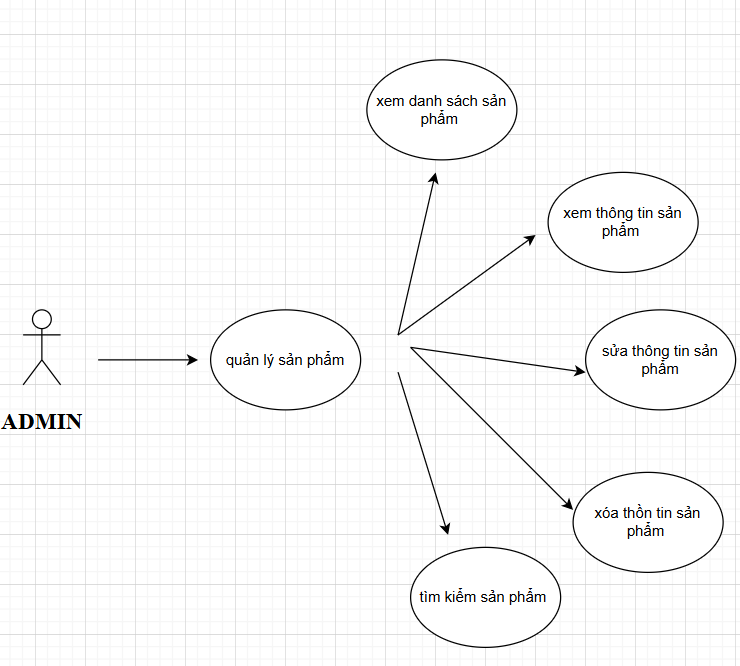 xem danh sách sản
phẩm
xem thông tin sản
phẩm
quản lý sản phẩm
sửa thông tin sản
phẩm
ADMIN
xóa thồn tin sản
phẩm
tìm kiểm sản phẩm